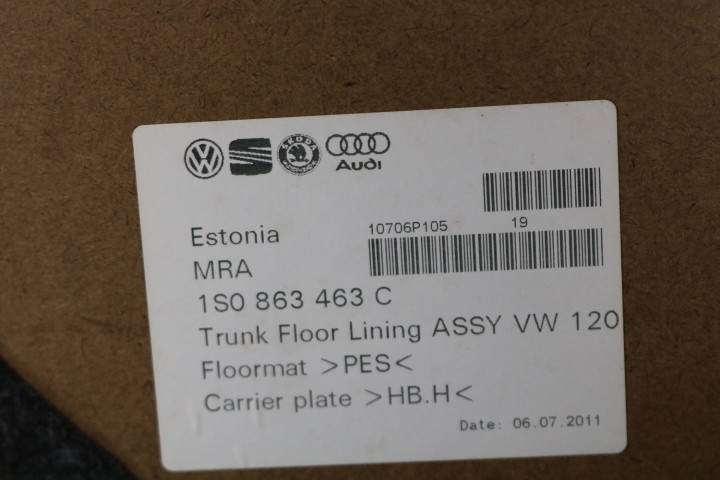 Audi
19
10706P105
Estonia
MRA
1S0 863 463 C
Trunk Floor Lining ASSY VW 120
Floormat >PES<
Carrier plate >HB.H<
Date: 06.07.2011